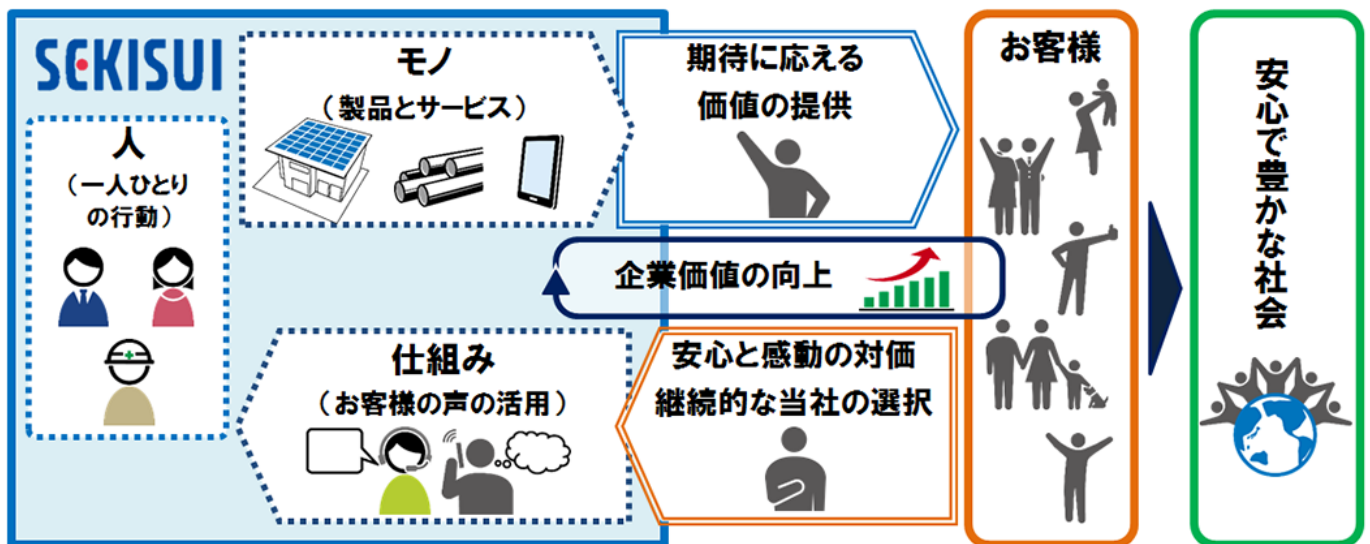 SEKISUI
人
（一人ひとり
の行動）
モノ
（製品とサービス）
期待に応える
価値の提供
お客様
安心で豊かな社会
企業価値の向上
仕組み
（お客様の声の活用）
安心と感動の対価
継続的な当社の選択